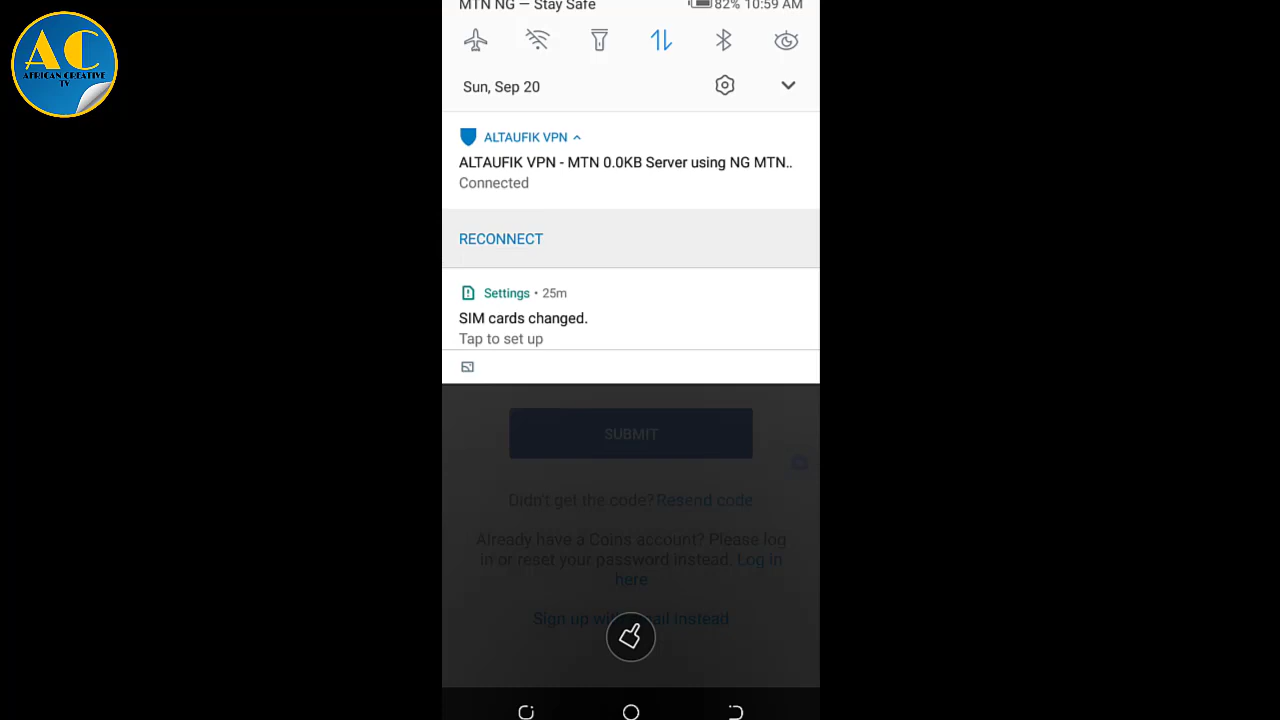 AC
AFRICAN CREATIVE
TV
MTN NG — Stay Safe
82% 10:59 AM
Sun, Sep 20
ALTAUFIK VPN
ALTAUFIK VPN - MTN 0.0KB Server using NG MTN..
Connected
RECONNECT
Settings • 25m
SIM cards changed.
Tap to set up
SUBMIT
Didn't get the code? Resend code
Already have a Coins account? Please log
in or reset your password instead. Log in
here
Sign up with email instead